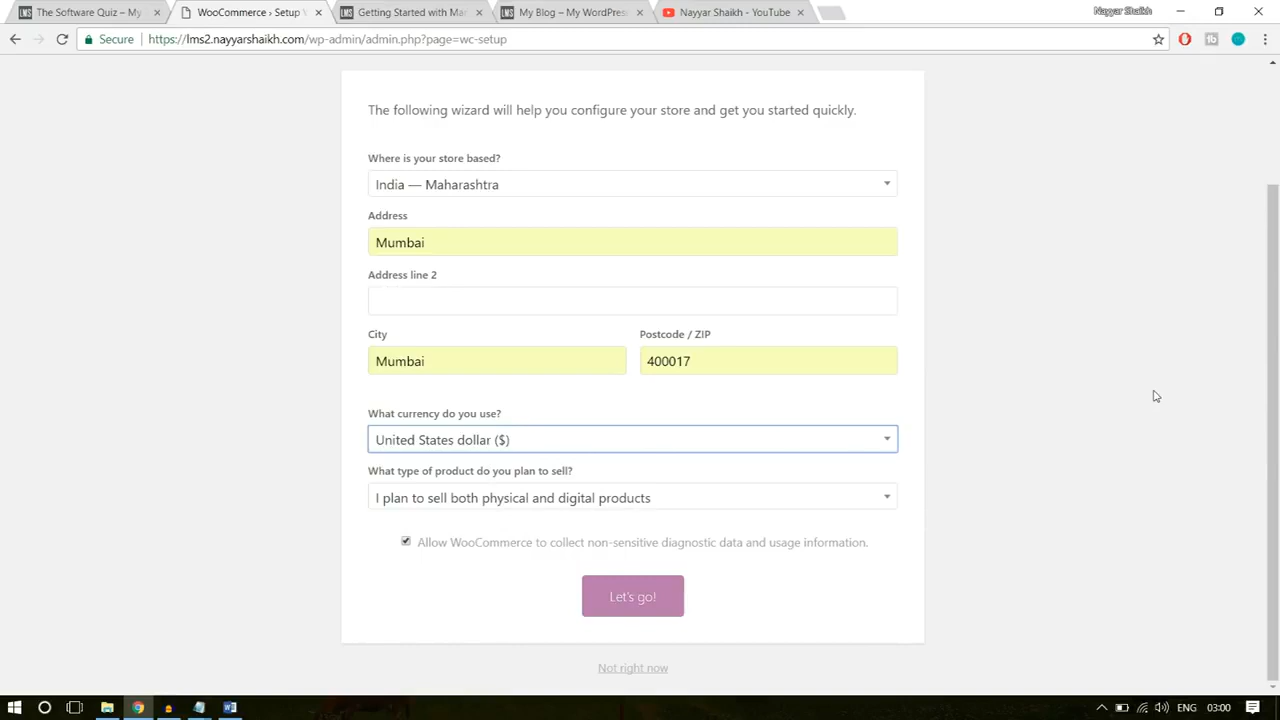 The Software Quiz – My
WooCommerce › Setup
Getting Started with Mar
My Blog – My WordPres
Nayyar Shaikh - YouTube
Nayyar Shaikh
Secure
https://lms2.nayyarshaikh.com/wp-admin/admin.php?page=wc-setup
The following wizard will help you configure your store and get you started quickly.
Where is your store based?
India — Maharashtra
Address
Mumbai
Address line 2
City
Postcode / ZIP
Mumbai
400017
What currency do you use?
United States dollar ($)
What type of product do you plan to sell?
I plan to sell both physical and digital products
Allow WooCommerce to collect non-sensitive diagnostic data and usage information.
Let's go!
Not right now
ENG
03:00